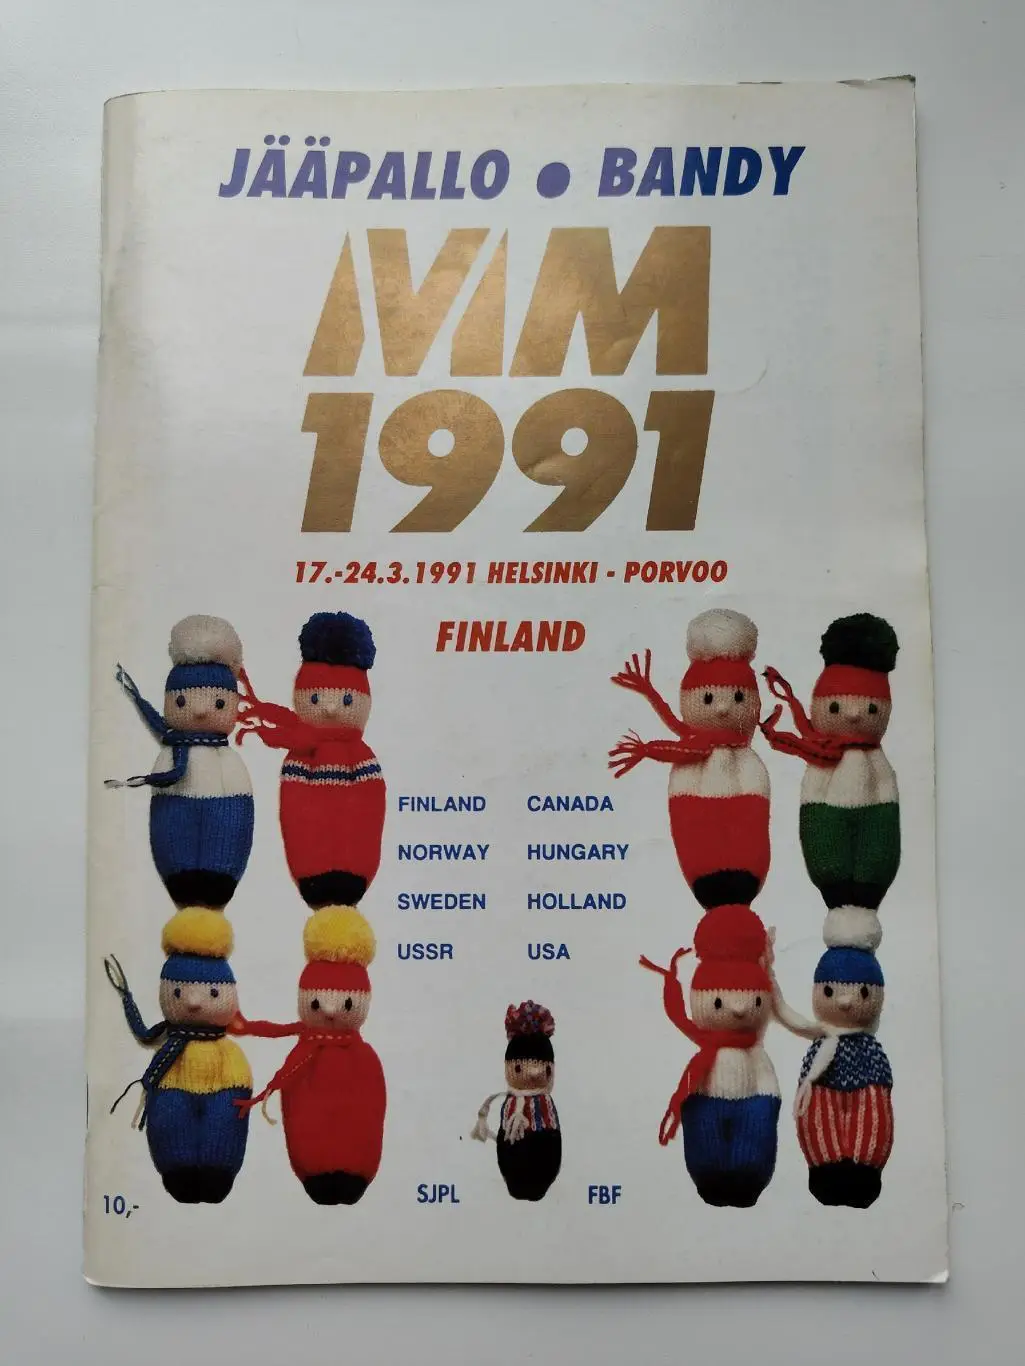 JÄÄPALLO • BANDY
MM
1991
17.-24.3.1991 HELSINKI - PORVOO
FINLAND
FINLAND CANADA
NORWAY HUNGARY
SWEDEN HOLLAND
USSR USA
SJPL FBF
10,-